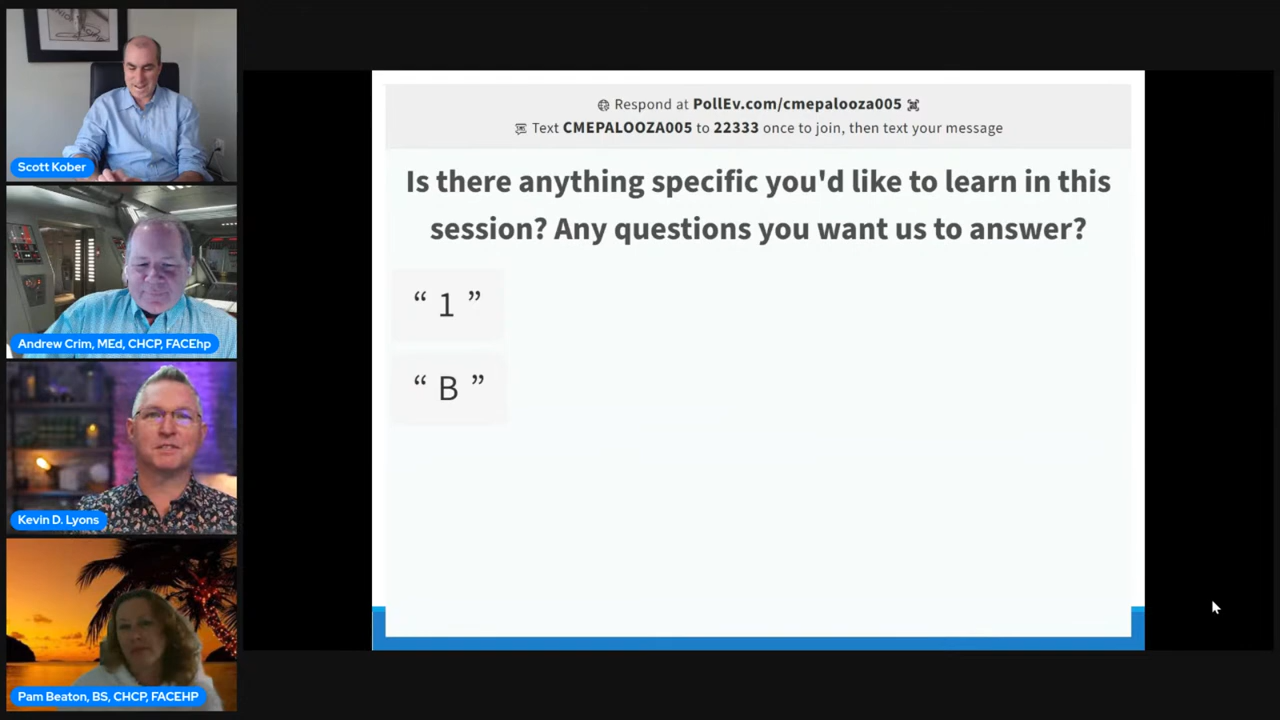 Scott Kober
Andrew Crim, MEd, CHCP, FACEhp
Kevin D. Lyons
Pam Beaton, BS, CHCP, FACEHP
Respond at PollEv.com/cmepalooza005
Text CMEPALOOZA005 to 22333 once to join, then text your message
Is there anything specific you'd like to learn in this
session? Any questions you want us to answer?
“ 1 ”
“ B ”